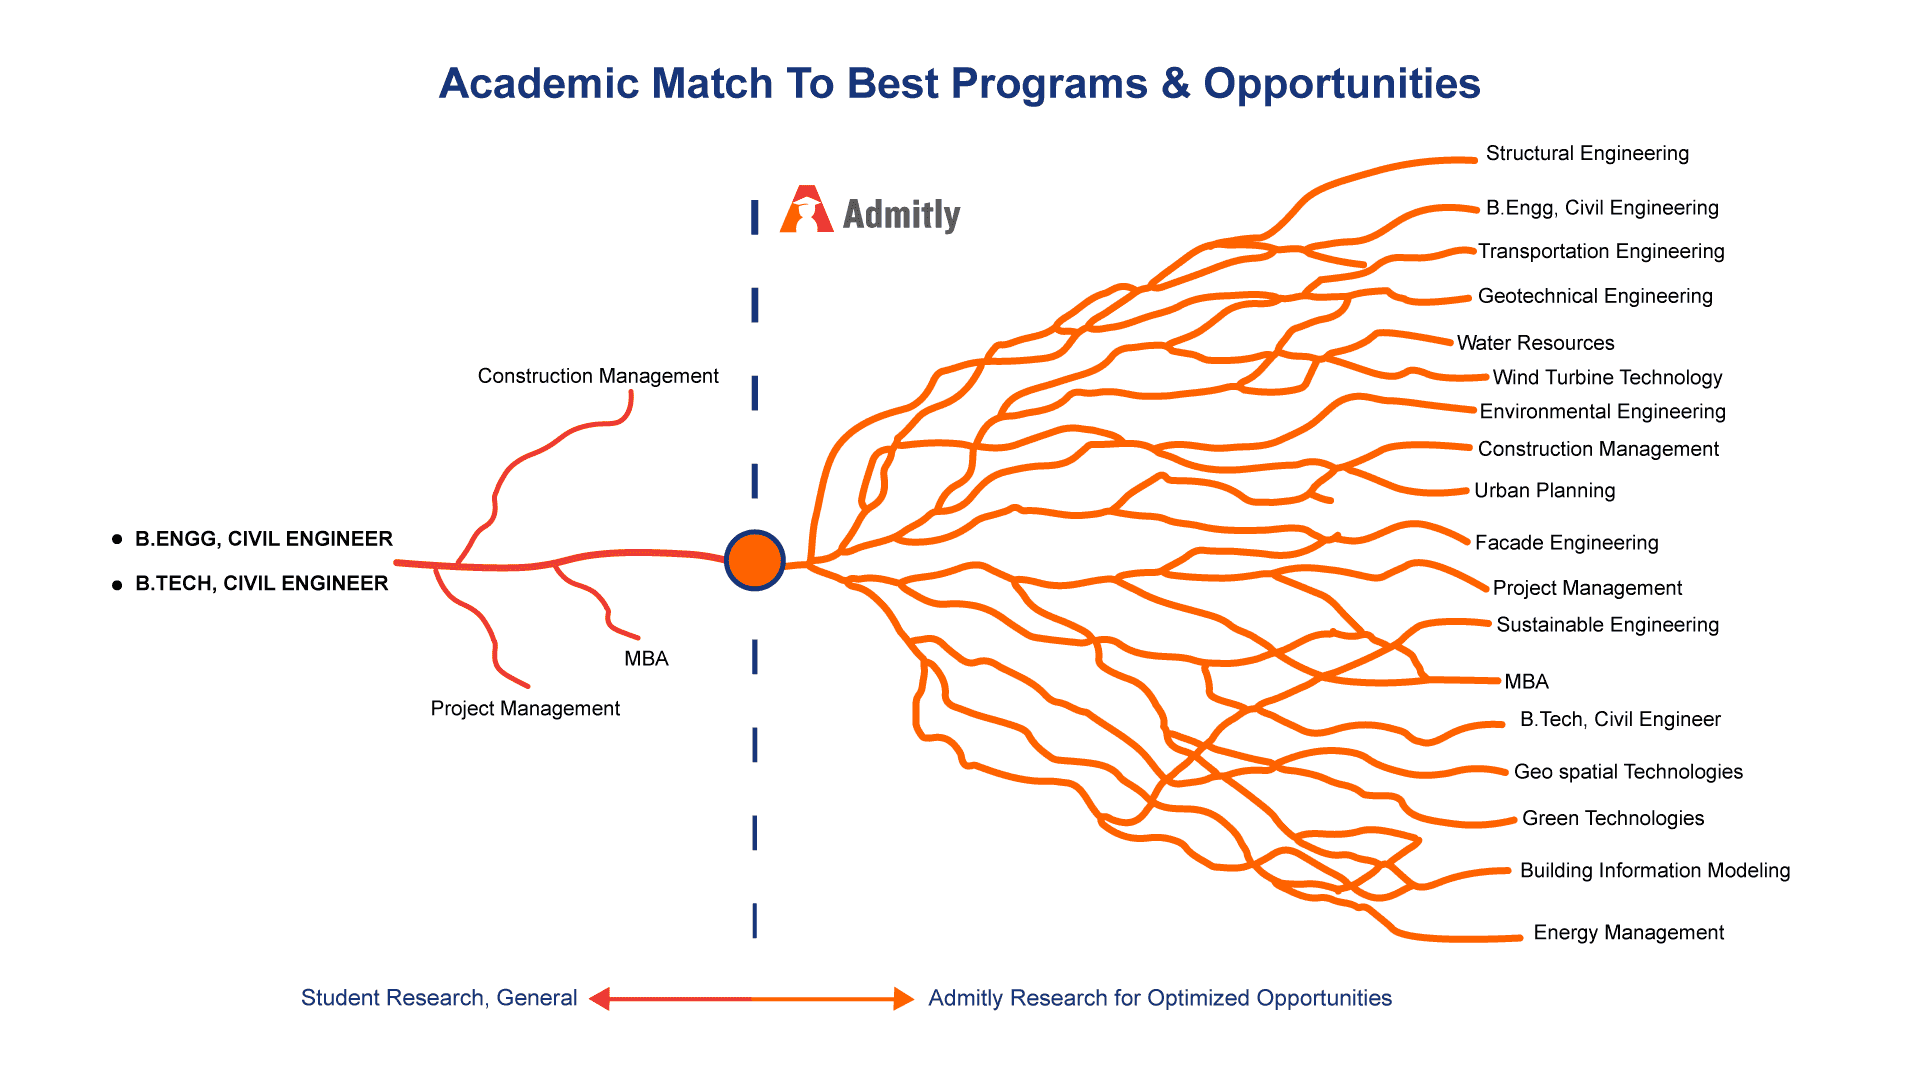 Academic Match To Best Programs & Opportunities
Admitly
Construction Management
• B.ENGG, CIVIL ENGINEER
• B.TECH, CIVIL ENGINEER
MBA
Project Management
Structural Engineering
B.Engg, Civil Engineering
Transportation Engineering
Geotechnical Engineering
Water Resources
Wind Turbine Technology
Environmental Engineering
Construction Management
Urban Planning
Facade Engineering
Project Management
Sustainable Engineering
MBA
B.Tech, Civil Engineer
Geo spatial Technologies
Green Technologies
Building Information Modeling
Energy Management
Student Research, General
Admitly Research for Optimized Opportunities